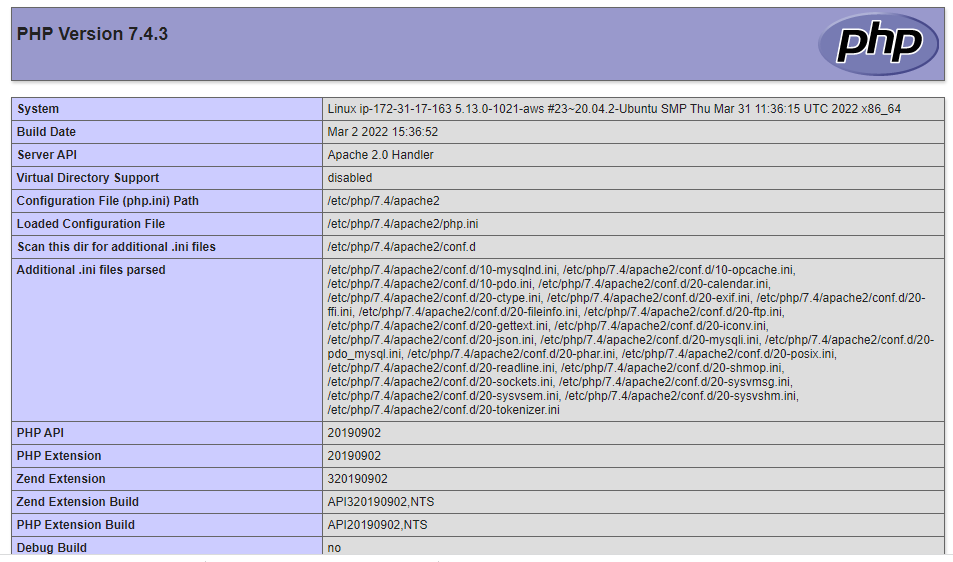 PHP Version 7.4.3
php
System Linux ip-172-31-17-163 5.13.0-1021-aws #23~20.04.2-Ubuntu SMP Thu Mar 31 11:36:15 UTC 2022 x86_64
Build Date Mar 2 2022 15:36:52
Server API Apache 2.0 Handler
Virtual Directory Support disabled
Configuration File (php.ini) Path /etc/php/7.4/apache2
Loaded Configuration File /etc/php/7.4/apache2/php.ini
Scan this dir for additional .ini files /etc/php/7.4/apache2/conf.d
Additional .ini files parsed /etc/php/7.4/apache2/conf.d/10-mysqlnd.ini, /etc/php/7.4/apache2/conf.d/10-opcache.ini,
/etc/php/7.4/apache2/conf.d/10-pdo.ini, /etc/php/7.4/apache2/conf.d/20-calendar.ini,
/etc/php/7.4/apache2/conf.d/20-ctype.ini, /etc/php/7.4/apache2/conf.d/20-exif.ini, /etc/php/7.4/apache2/conf.d/20-
ffi.ini, /etc/php/7.4/apache2/conf.d/20-fileinfo.ini, /etc/php/7.4/apache2/conf.d/20-ftp.ini,
/etc/php/7.4/apache2/conf.d/20-gettext.ini, /etc/php/7.4/apache2/conf.d/20-iconv.ini,
/etc/php/7.4/apache2/conf.d/20-json.ini, /etc/php/7.4/apache2/conf.d/20-mysqli.ini, /etc/php/7.4/apache2/conf.d/20-
pdo_mysql.ini, /etc/php/7.4/apache2/conf.d/20-phar.ini, /etc/php/7.4/apache2/conf.d/20-posix.ini,
/etc/php/7.4/apache2/conf.d/20-readline.ini, /etc/php/7.4/apache2/conf.d/20-shmop.ini,
/etc/php/7.4/apache2/conf.d/20-sockets.ini, /etc/php/7.4/apache2/conf.d/20-sysvmsg.ini,
/etc/php/7.4/apache2/conf.d/20-sysvsem.ini, /etc/php/7.4/apache2/conf.d/20-sysvshm.ini,
/etc/php/7.4/apache2/conf.d/20-tokenizer.ini
PHP API 20190902
PHP Extension 20190902
Zend Extension 320190902
Zend Extension Build API320190902,NTS
PHP Extension Build API20190902,NTS
Debug Build no